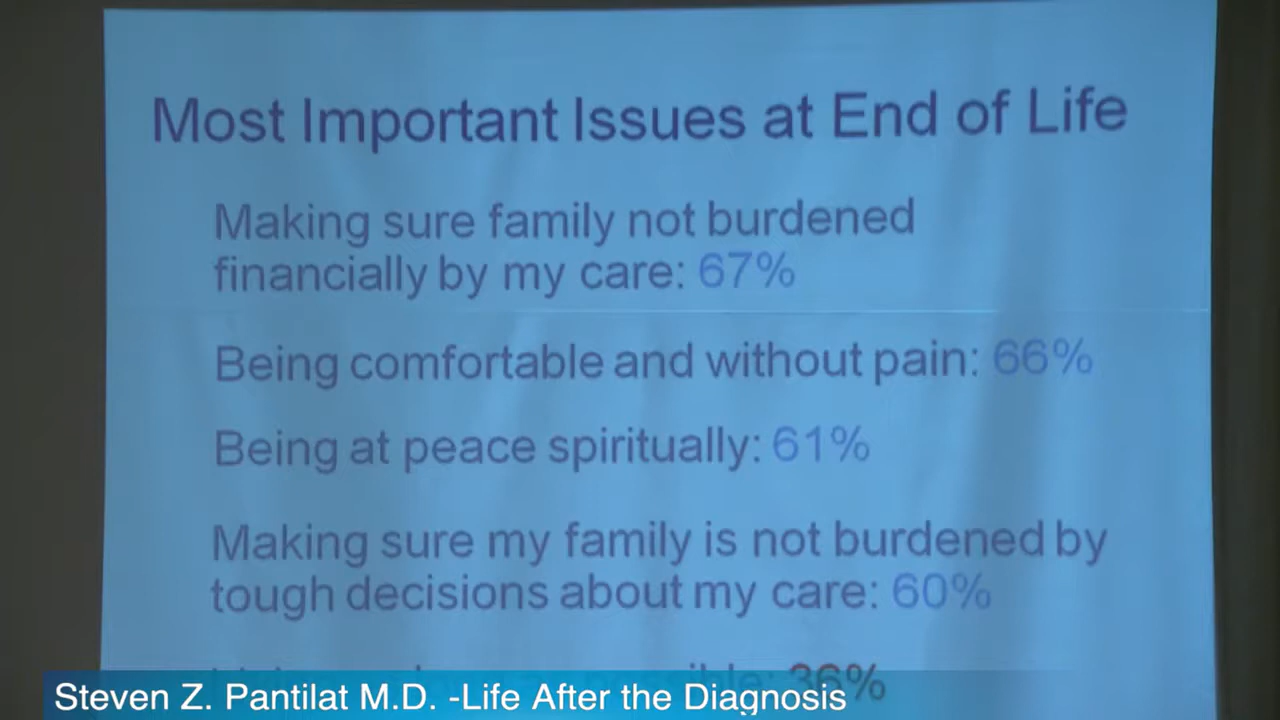 Most Important Issues at End of Life
Making sure family not burdened
financially by my care: 67%
Being comfortable and without pain: 66%
Being at peace spiritually: 61%
Making sure my family is not burdened by
tough decisions about my care: 60%
36%
Steven Z. Pantilat M.D. -Life After the Diagnosis